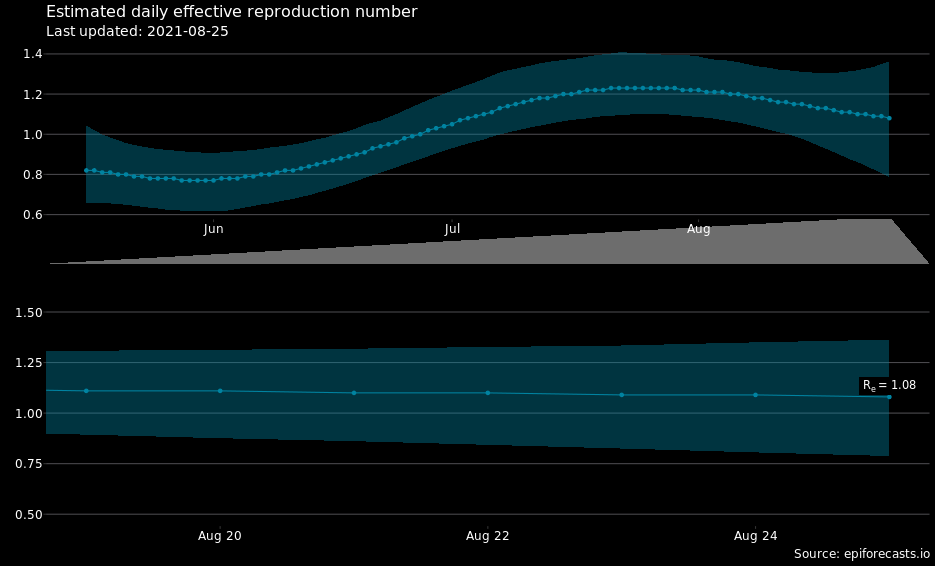 Estimated daily effective reproduction number
Last updated: 2021-08-25
1.4
1.2
1.0
0.8
0.6
Jun Jul Aug
1.50
1.25
1.00
0.75
0.50
Re = 1.08
Aug 20 Aug 22 Aug 24
Source: epiforecasts.io